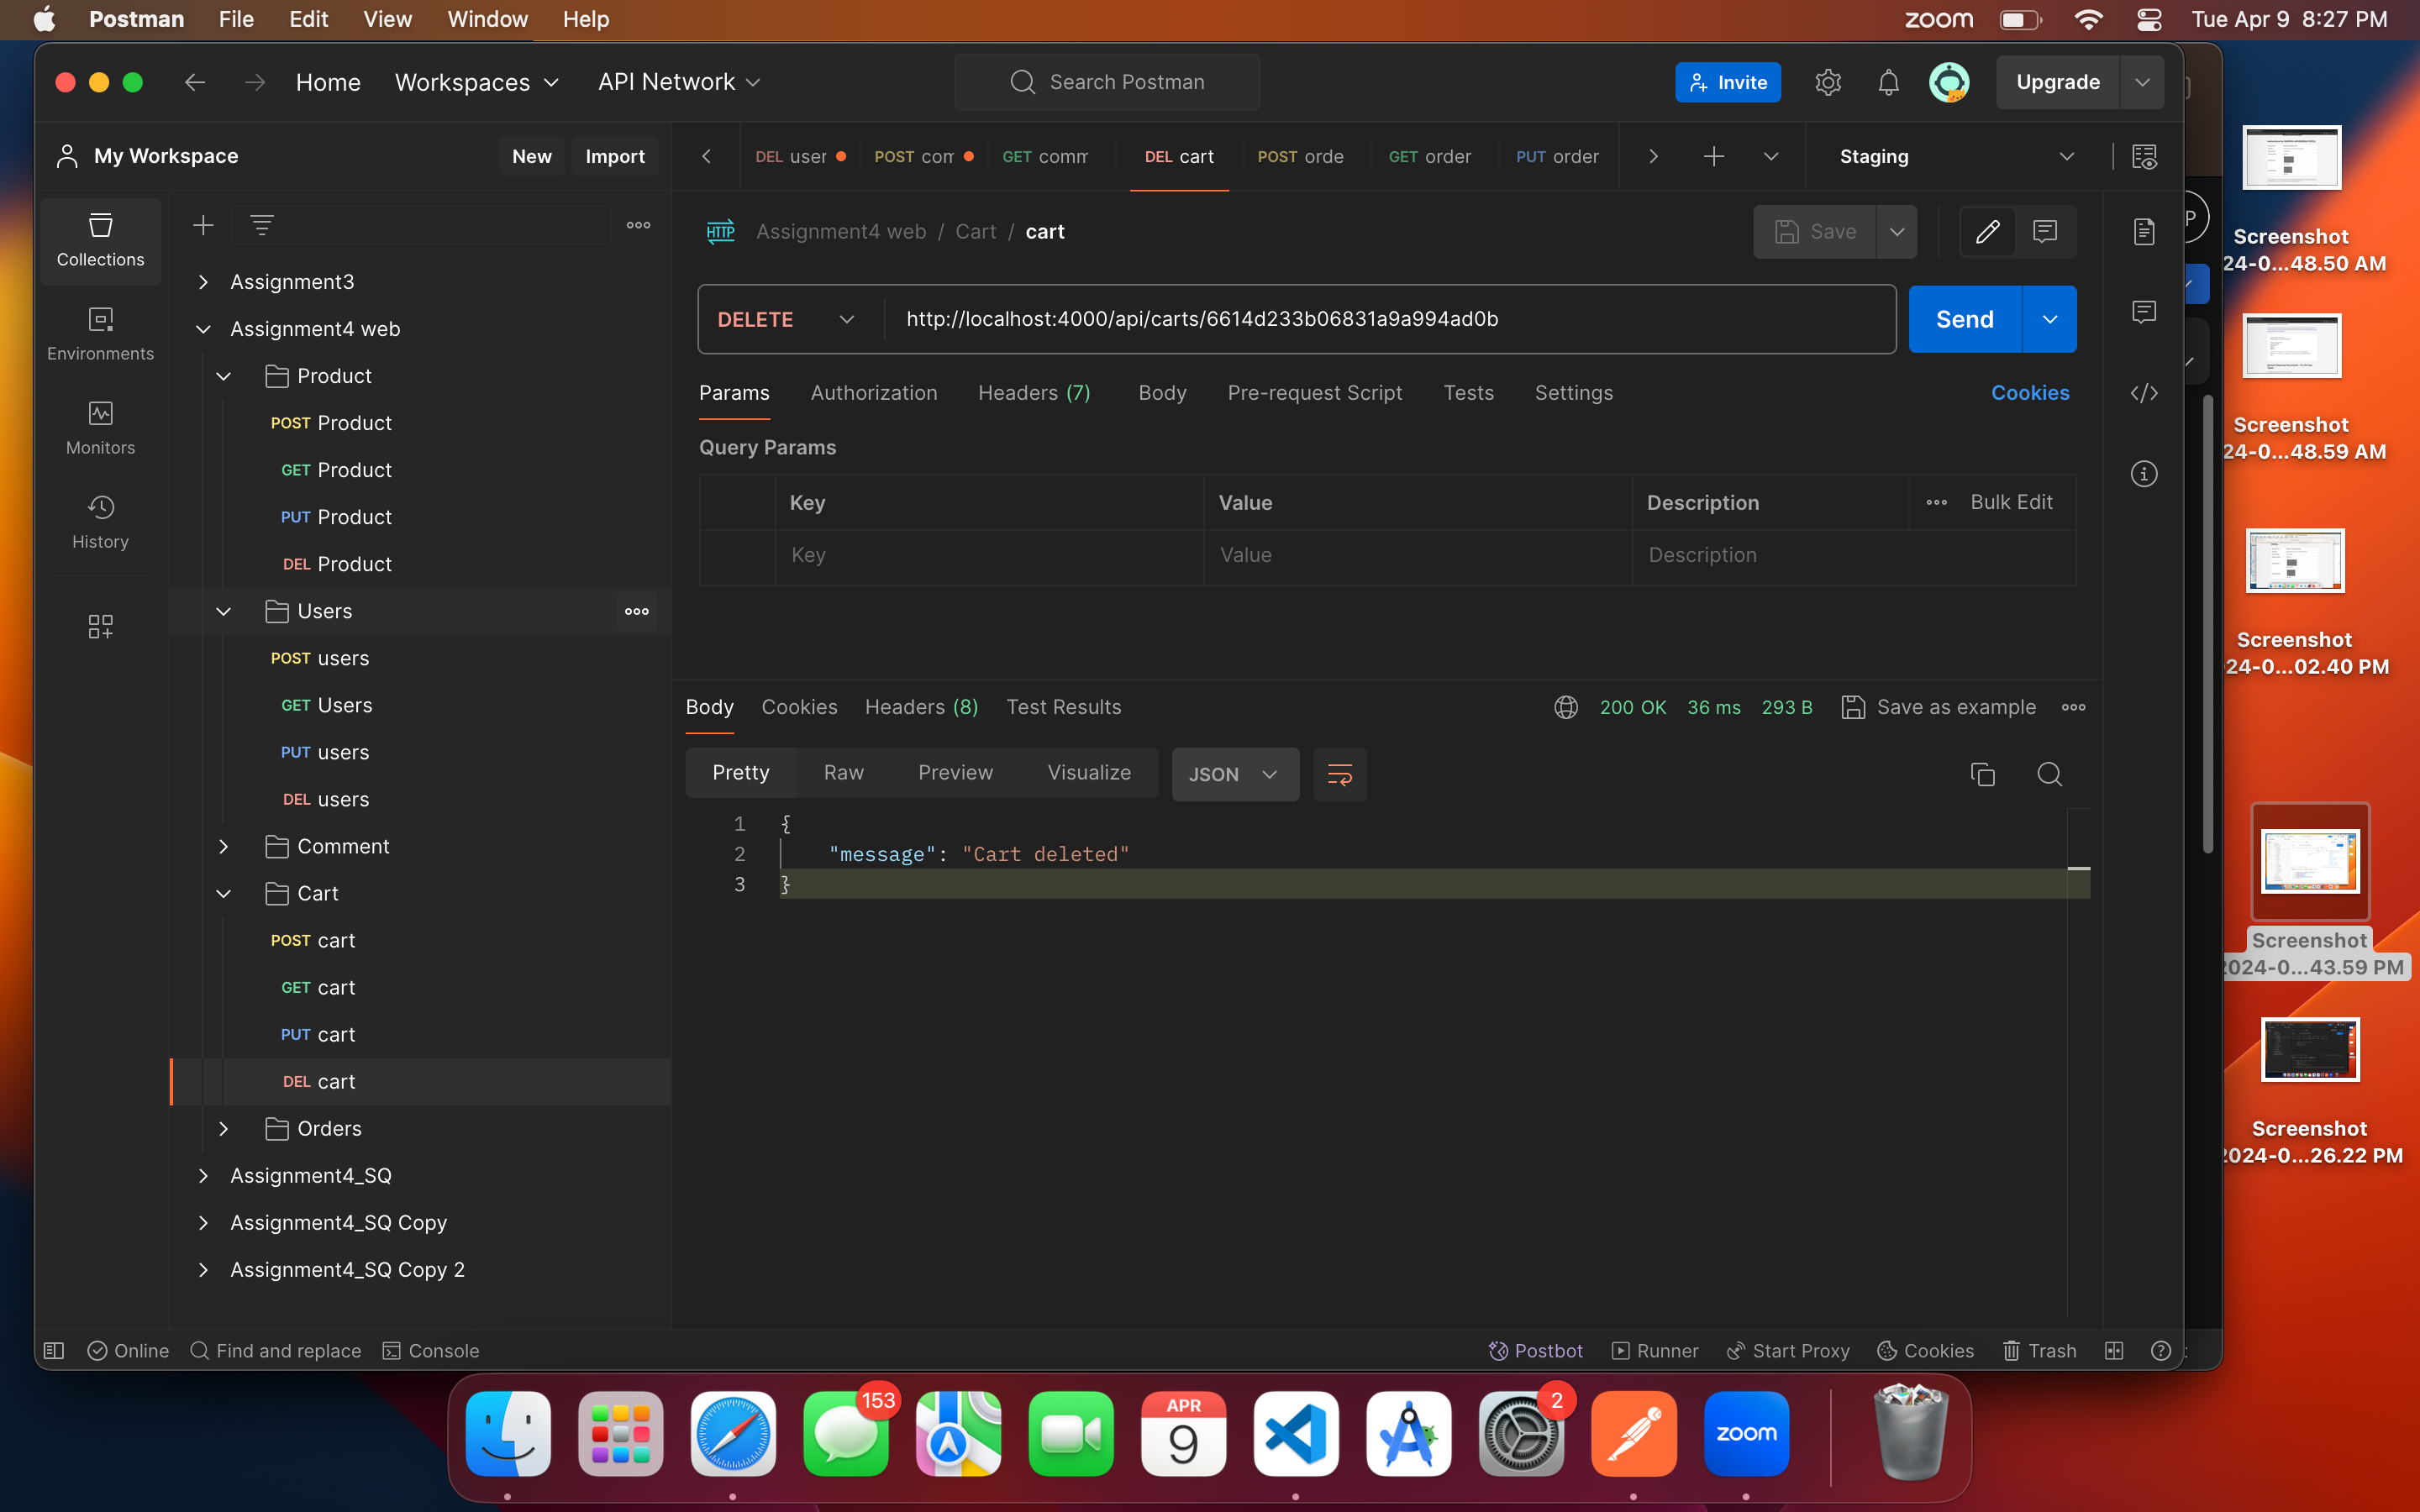 Postman File Edit View Window Help
zoom Tue Apr 9 8:27 PM
Home Workspaces API Network Search Postman Invite Upgrade
My Workspace New Import
DEL user POST com GET comm DEL cart POST orde GET order PUT order Staging
Collections
Environments
Monitors
History
Assignment3
Assignment4 web
Product
POST Product
GET Product
PUT Product
DEL Product
Users
POST users
GET Users
PUT users
DEL users
Comment
Cart
POST cart
GET cart
PUT cart
DEL cart
Orders
Assignment4_SQ
Assignment4_SQ Copy
Assignment4_SQ Copy 2
HTTP Assignment4 web / Cart / cart Save
DELETE http://localhost:4000/api/carts/6614d233b06831a9a994ad0b Send
Params Authorization Headers (7) Body Pre-request Script Tests Settings Cookies
Query Params
Key Value Description Bulk Edit
Key Value Description
Body Cookies Headers (8) Test Results 200 OK 36 ms 293 B Save as example
Pretty Raw Preview Visualize JSON
1 {
2 "message": "Cart deleted"
3 }
Online Find and replace Console Postbot Runner Start Proxy Cookies Trash
P
Screenshot
24-0...48.50 AM
Screenshot
24-0...48.59 AM
Screenshot
24-0...02.40 PM
Screenshot
2024-0...43.59 PM
Screenshot
2024-0...26.22 PM
153
APR
9
2
zoom